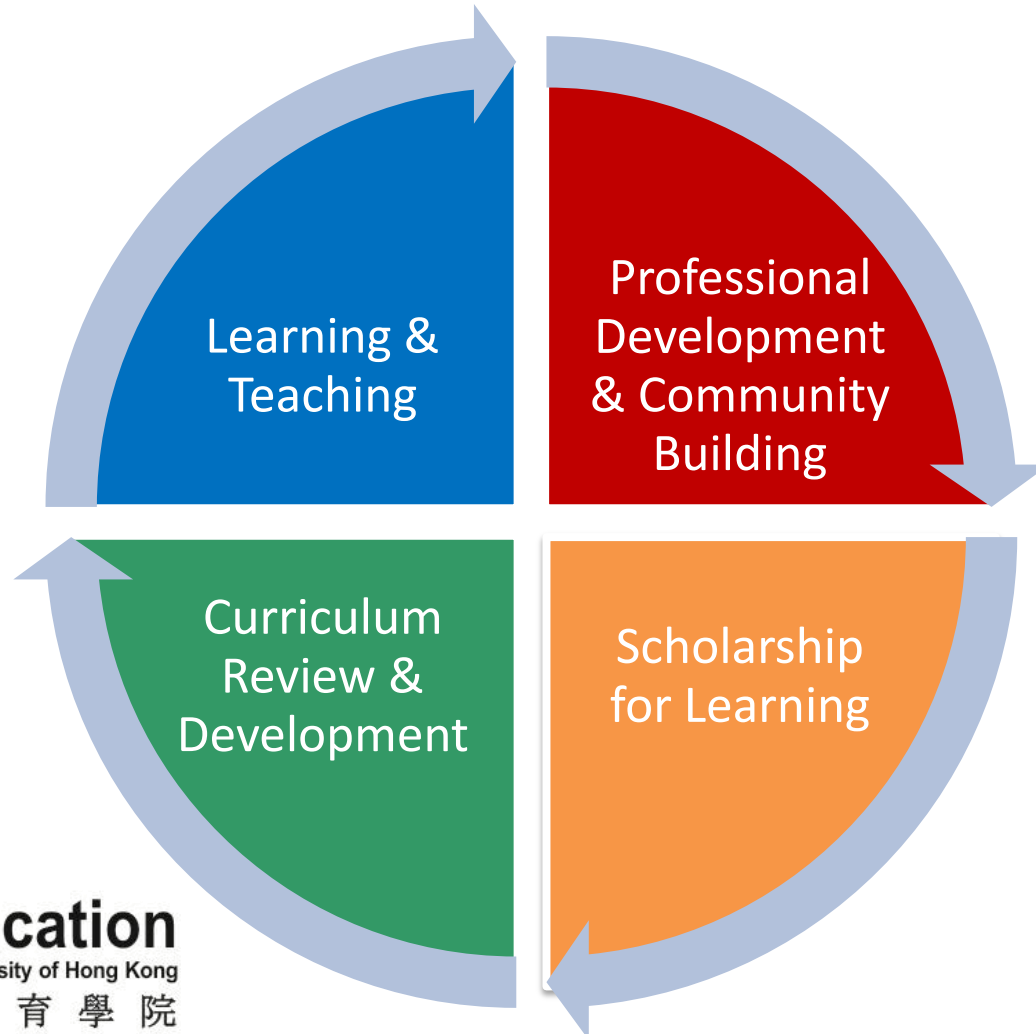 Learning &
Teaching
Professional
Development
& Community
Building
Curriculum
Review &
Development
Scholarship
for Learning
cation
sity of Hong Kong
育學院